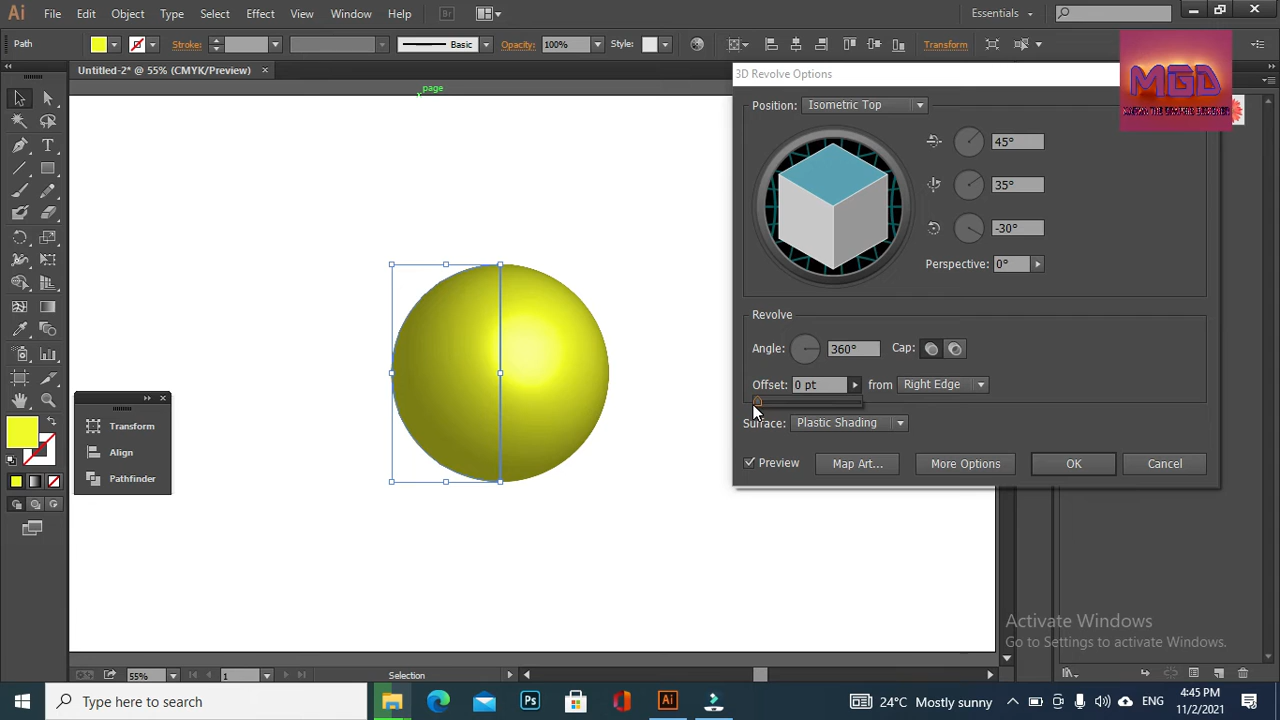 Ai File Edit Object Type Select Effect View Window Help Br Essentials
Path Stroke: Basic Opacity: 100% Style: Transform
Untitled-2* @ 55% (CMYK/Preview) ×
page
3D Revolve Options
MGD
Position: Isometric Top
45°
35°
-30°
Perspective: 0°
Revolve
Angle: 360° Cap:
Offset: 0 pt from Right Edge
Surface: Plastic Shading
Preview Map Art... More Options OK Cancel
Transform
Align
Pathfinder
Activate Windows
Go to Settings to activate Windows.
55% 1 Selection
Type here to search Ps Ai 24°C Mostly sunny ENG 4:45 PM
11/2/2021